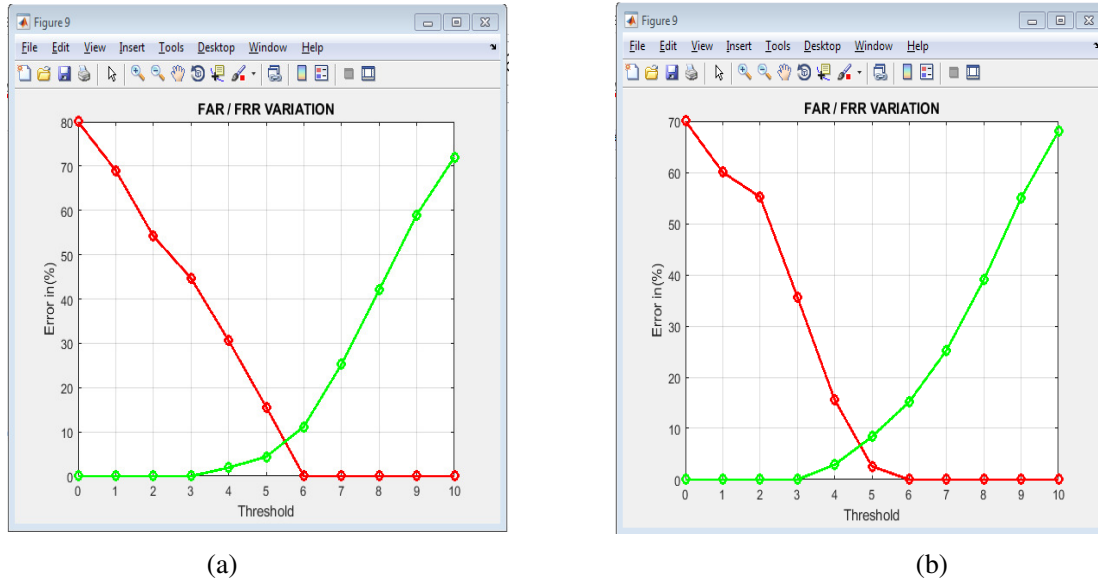 Figure 9
File Edit View Insert Tools Desktop Window Help
FAR / FRR VARIATION
Error in(%)
80
70
60
50
40
30
20
10
0
0 1 2 3 4 5 6 7 8 9 10
Threshold
(a)
Figure 9
File Edit View Insert Tools Desktop Window Help
FAR / FRR VARIATION
Error in(%)
70
60
50
40
30
20
10
0
0 1 2 3 4 5 6 7 8 9 10
Threshold
(b)